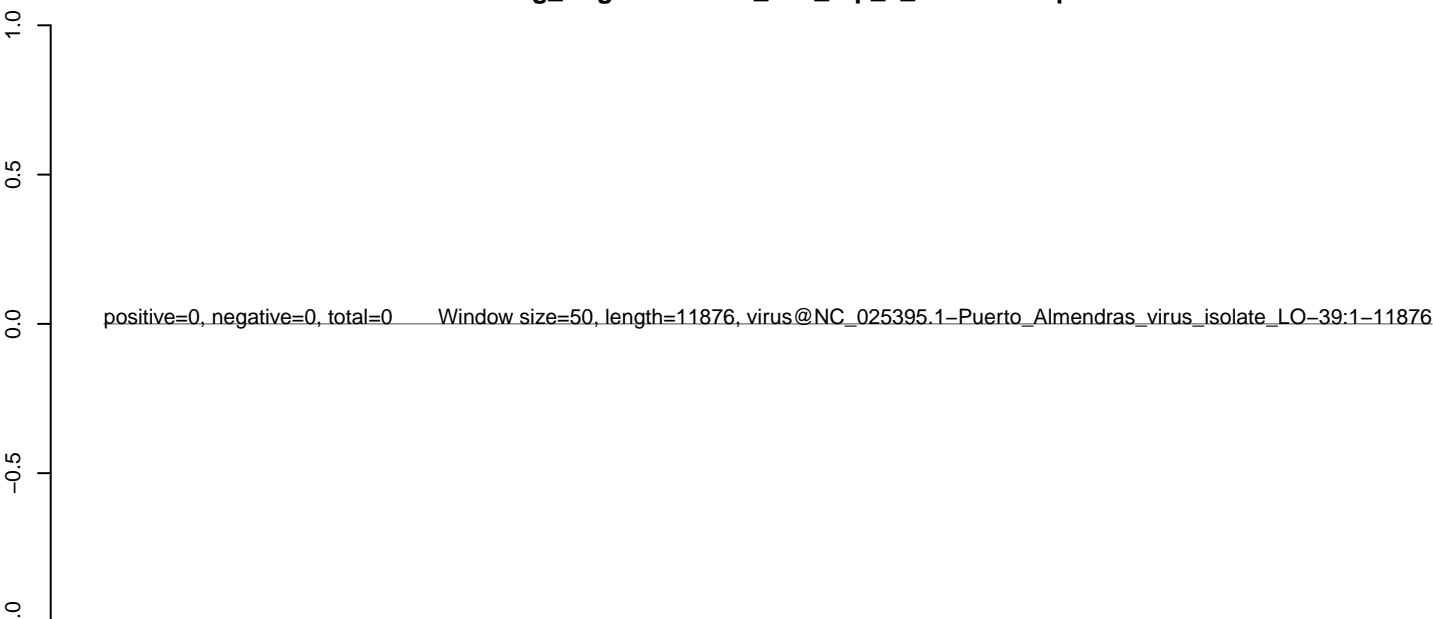 1.0
0.5
0.0
positive=0, negative=0, total=0 Window size=50, length=11876, virus@NC_025395.1−Puerto_Almendras_virus_isolate_LO−39:1−11876
−0.5